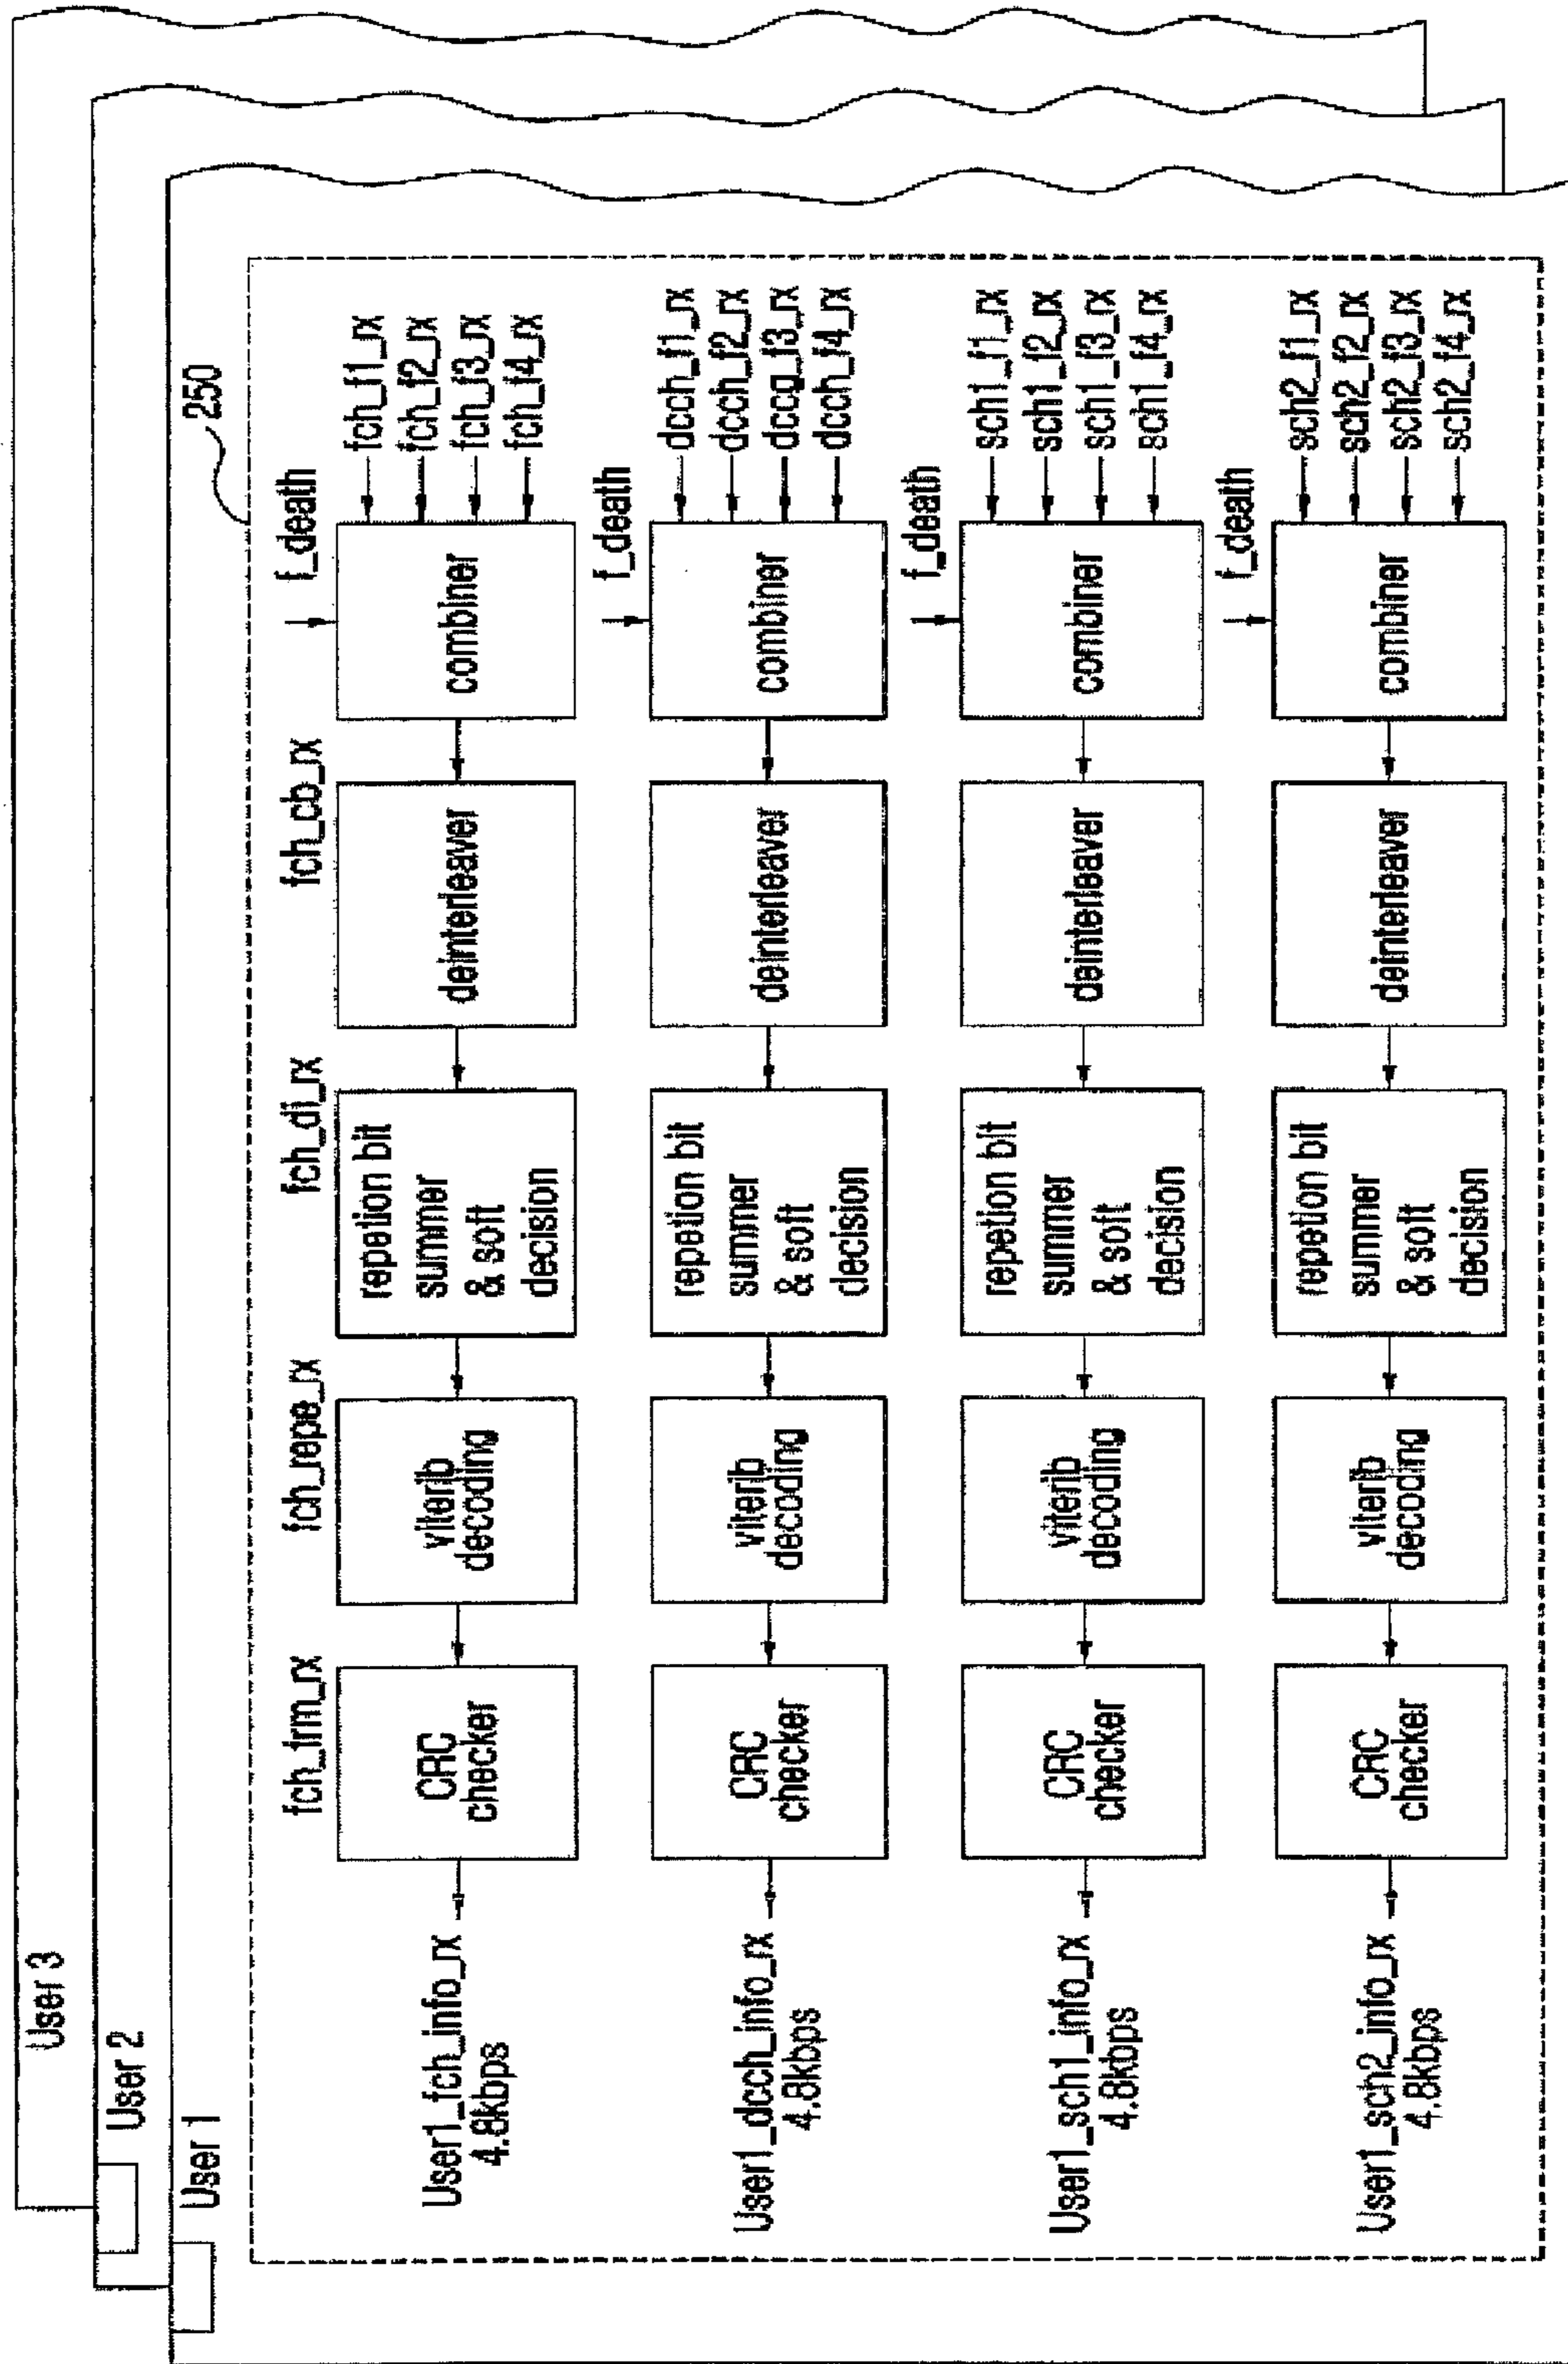 User 3
User 2
User 1
250
fch_trm_rx
fch_repe_rx
fch_di_rx
fch_cb_rx
f_death
User1_fch_info_rx
4.8kbps
CRC
checker
viterib
decoding
repetion bit
summer
& soft
decision
deinterleaver
combiner
fch_f1_rx
fch_f2_rx
fch_f3_rx
fch_f4_rx
f_death
User1_dcch_info_rx
4.8kbps
CRC
checker
viterib
decoding
repetion bit
summer
& soft
decision
deinterleaver
combiner
dcch_f1_rx
dcch_f2_rx
dccg_f3_rx
dcch_f4_rx
f_death
User1_sch1_info_rx
4.8kbps
CRC
checker
viterib
decoding
repetion bit
summer
& soft
decision
deinterleaver
combiner
sch1_f1_rx
sch1_f2_rx
sch1_f3_rx
sch1_f4_rx
f_death
User1_sch2_info_rx
4.8kbps
CRC
checker
viterib
decoding
repetion bit
summer
& soft
decision
deinterleaver
combiner
sch2_f1_rx
sch2_f2_rx
sch2_f3_rx
sch2_f4_rx